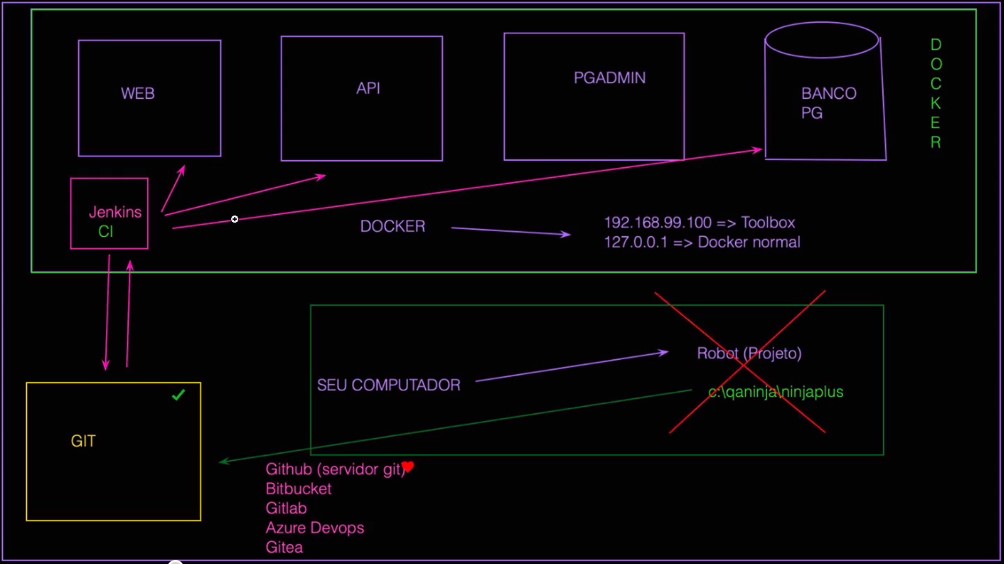 WEB
API
PGADMIN
BANCO
PG
DOCKER
Jenkins
CI
DOCKER
192.168.99.100 => Toolbox
127.0.0.1 => Docker normal
Robot (Projeto)
SEU COMPUTADOR
c:\qaninja\ninjaplus
GIT
Github (servidor git)
Bitbucket
Gitlab
Azure Devops
Gitea